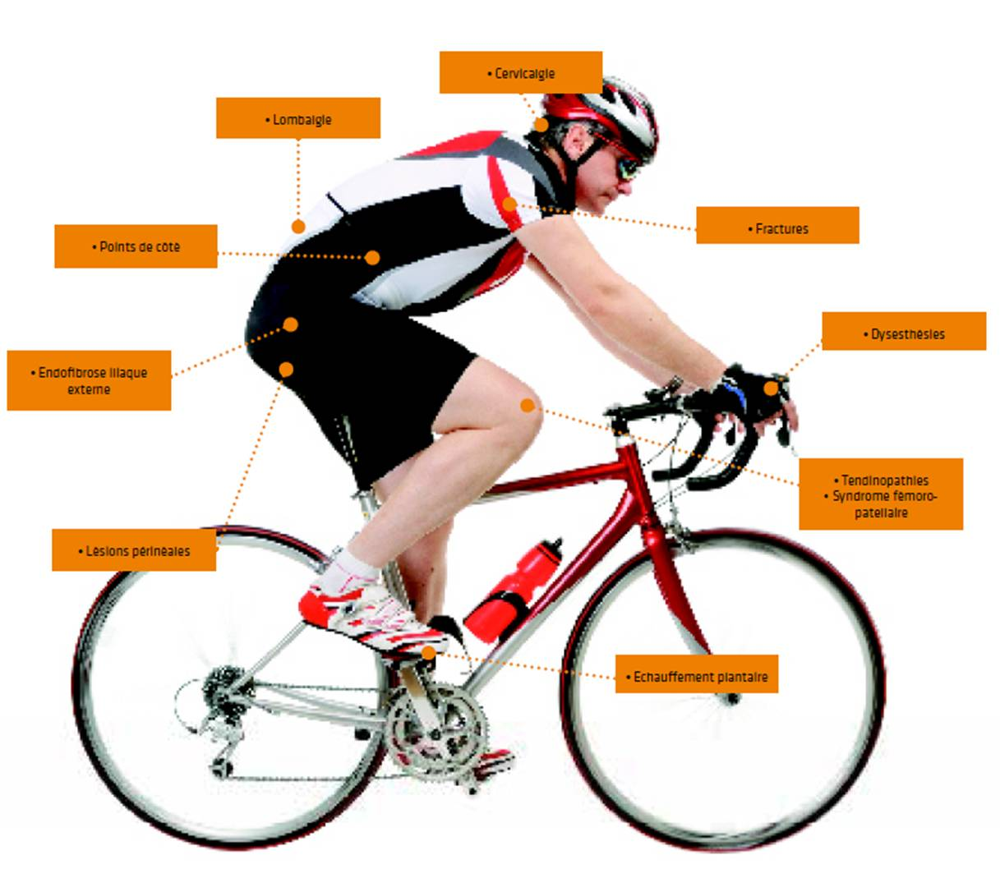 • Cervicalgie
• Lombalgie
• Fractures
• Points de côté
• Dysesthésies
• Endofibrose iliaque
externe
• Tendinopathies
• Syndrome fémoro-
patellaire
• Lésions périnéales
• Echauffement plantaire